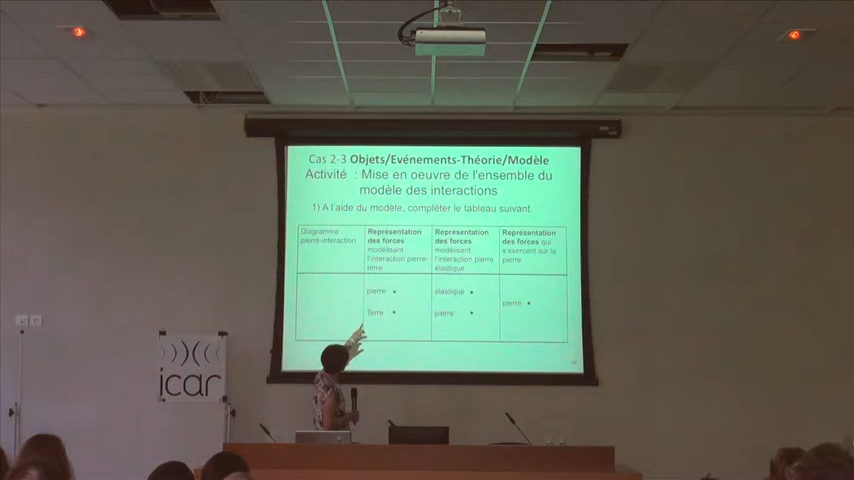 Cas 2-3 Objets/Evénements-Théorie/Modèle
Activité : Mise en oeuvre de l'ensemble du
modèle des interactions
1) A l'aide du modèle, compléter le tableau suivant.
Diagramme
pierre-interaction
Représentation
des forces
modélisant
l'interaction pierre-
terre
Représentation
des forces
modélisant
l'interaction pierre
élastique
Représentation
des forces qui
s'exercent sur la
pierre
pierre •
Terre •
élastique •
pierre •
pierre •
icar